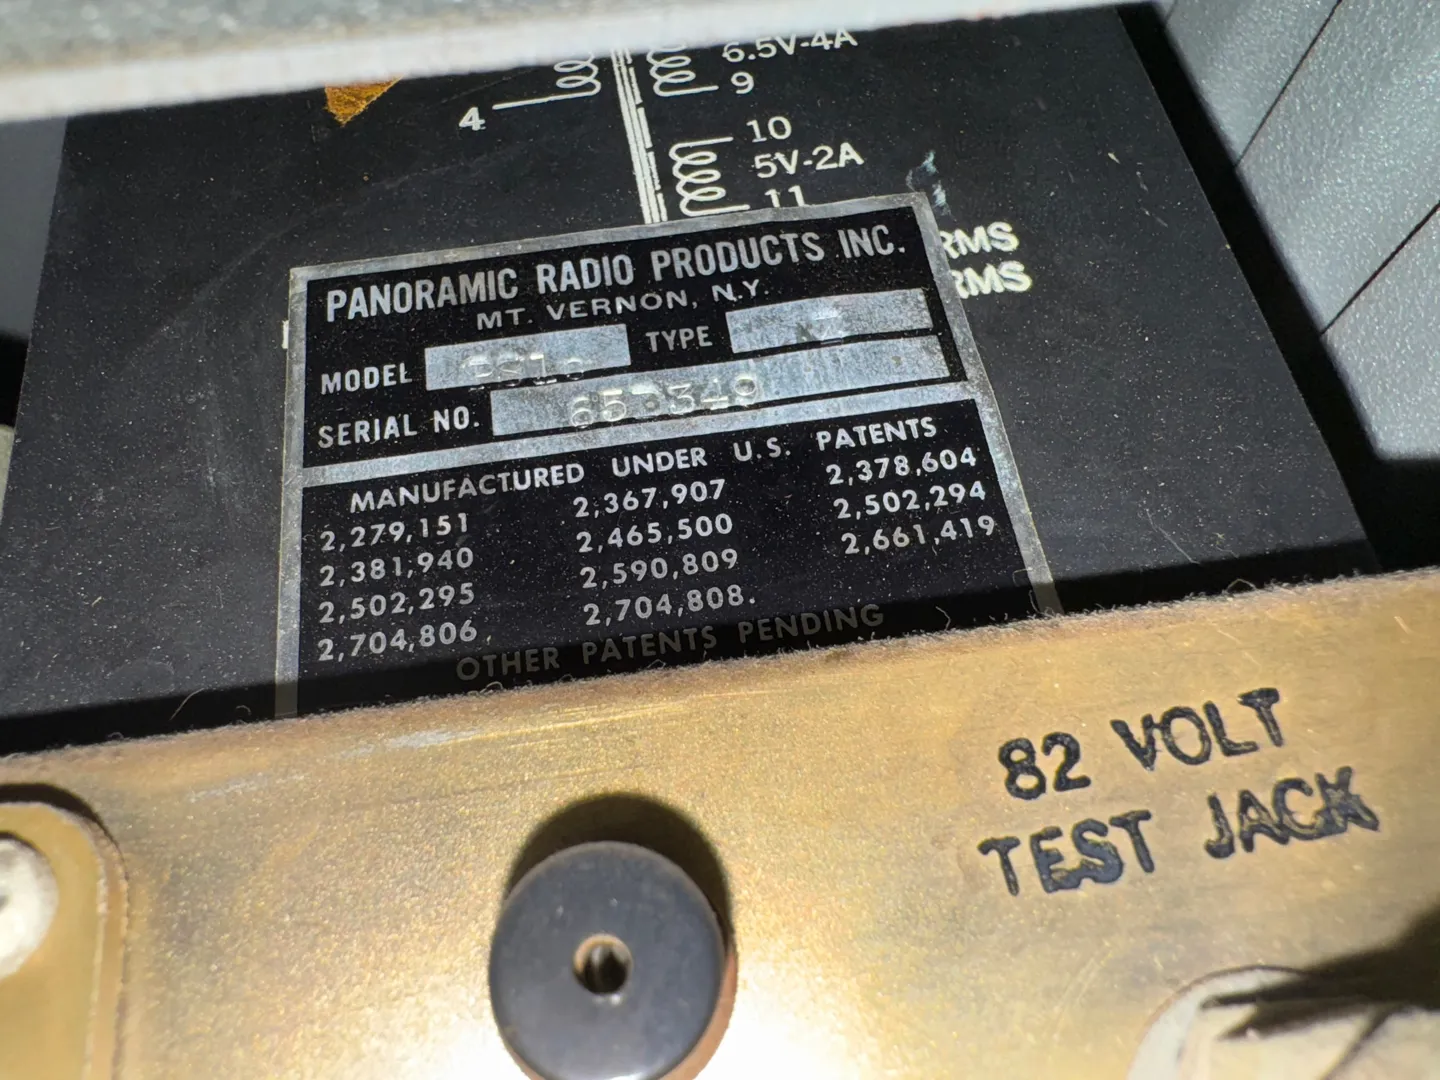 6.5V-4A
4
9
10
5V-2A
11
RMS
RMS
PANORAMIC RADIO PRODUCTS INC.
MT. VERNON, N.Y.
MODEL TYPE
SERIAL NO.
MANUFACTURED UNDER U.S. PATENTS
2,279,151 2,367,907 2,378,604
2,381,940 2,465,500 2,502,294
2,502,295 2,590,809 2,661,419
2,704,806, 2,704,808.
OTHER PATENTS PENDING
82 VOLT
TEST JACK